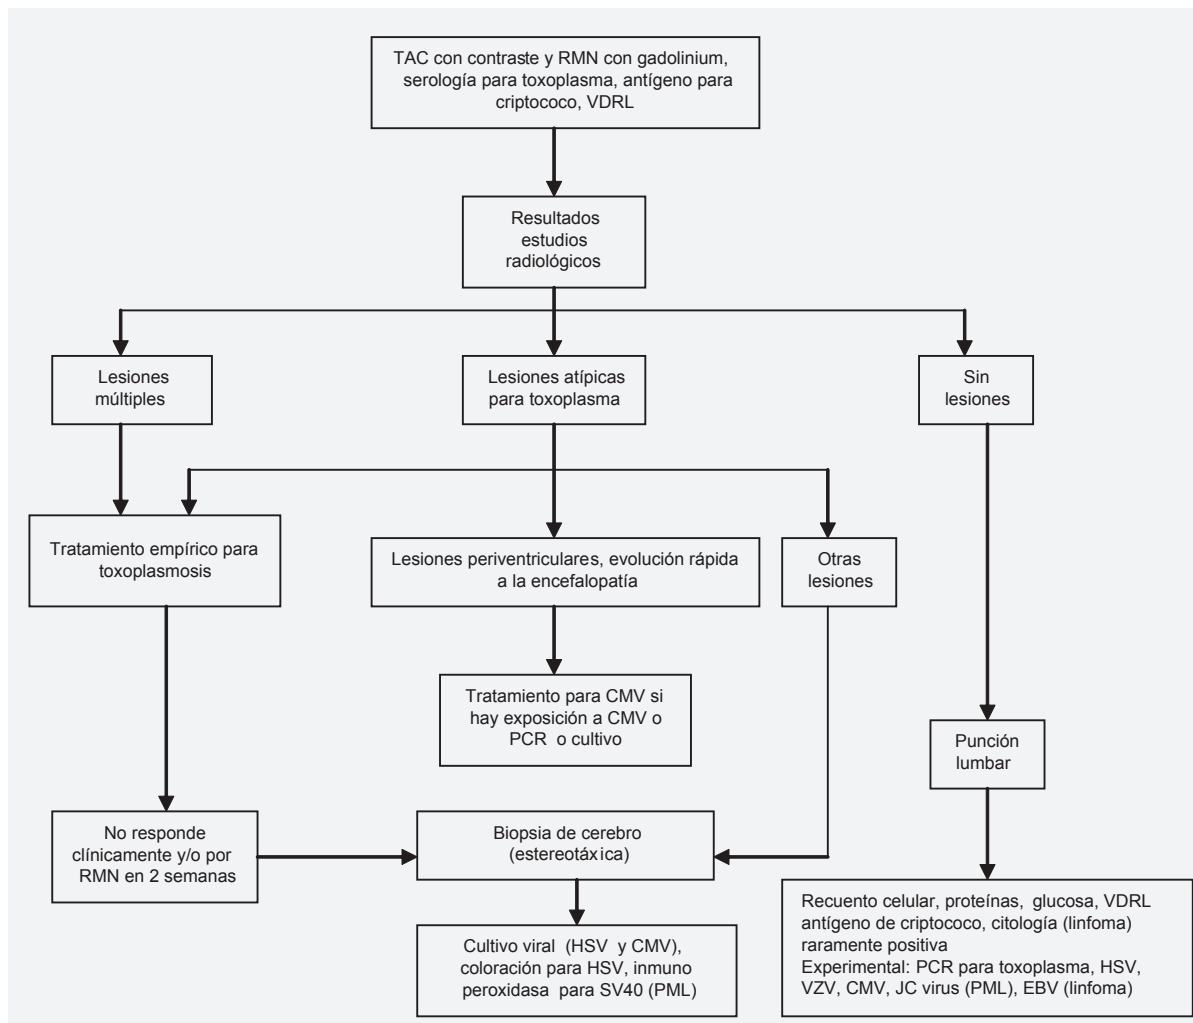 TAC con contraste y RMN con gadolinium,
serología para toxoplasma, antígeno para
criptococo, VDRL
Resultados
estudios
radiológicos
Lesiones
múltiples
Lesiones atípicas
para toxoplasma
Sin
lesiones
Tratamiento empírico para
toxoplasmosis
Lesiones periventriculares, evolución rápida
a la encefalopatía
Otras
lesiones
Tratamiento para CMV si
hay exposición a CMV o
PCR o cultivo
Punción
lumbar
No responde
clínicamente y/o por
RMN en 2 semanas
Biopsia de cerebro
(estereotáxica)
Cultivo viral (HSV y CMV),
coloración para HSV, inmuno
peroxidasa para SV40 (PML)
Recuento celular, proteínas, glucosa, VDRL
antígeno de criptococo, citología (linfoma)
raramente positiva
Experimental: PCR para toxoplasma, HSV,
VZV, CMV, JC virus (PML), EBV (linfoma)